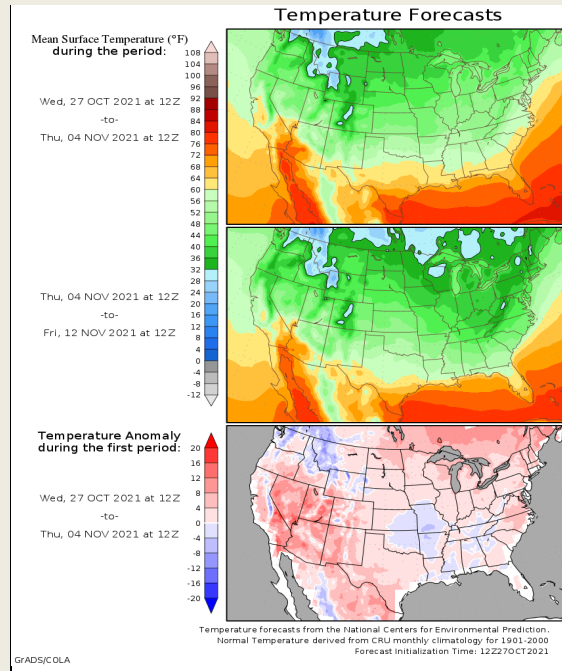 Temperature Forecasts
Mean Surface Temperature (°F)
during the period:
Wed, 27 OCT 2021 at 12Z
-to-
Thu, 04 NOV 2021 at 12Z
108
104
100
96
92
88
84
80
76
72
68
64
60
56
52
48
44
40
36
32
28
24
20
16
12
8
4
0
-4
-8
-12
Thu, 04 NOV 2021 at 12Z
-to-
Fri, 12 NOV 2021 at 12Z
Temperature Anomaly
during the first period:
Wed, 27 OCT 2021 at 12Z
-to-
Thu, 04 NOV 2021 at 12Z
20
16
12
8
4
0
-4
-8
-12
-16
-20
Temperature forecasts from the National Centers for Environmental Prediction.
Normal Temperature derived from CRU monthly climatology for 1901-2000
Forecast Initialization Time: 12Z27OCT2021
GrADS/COLA